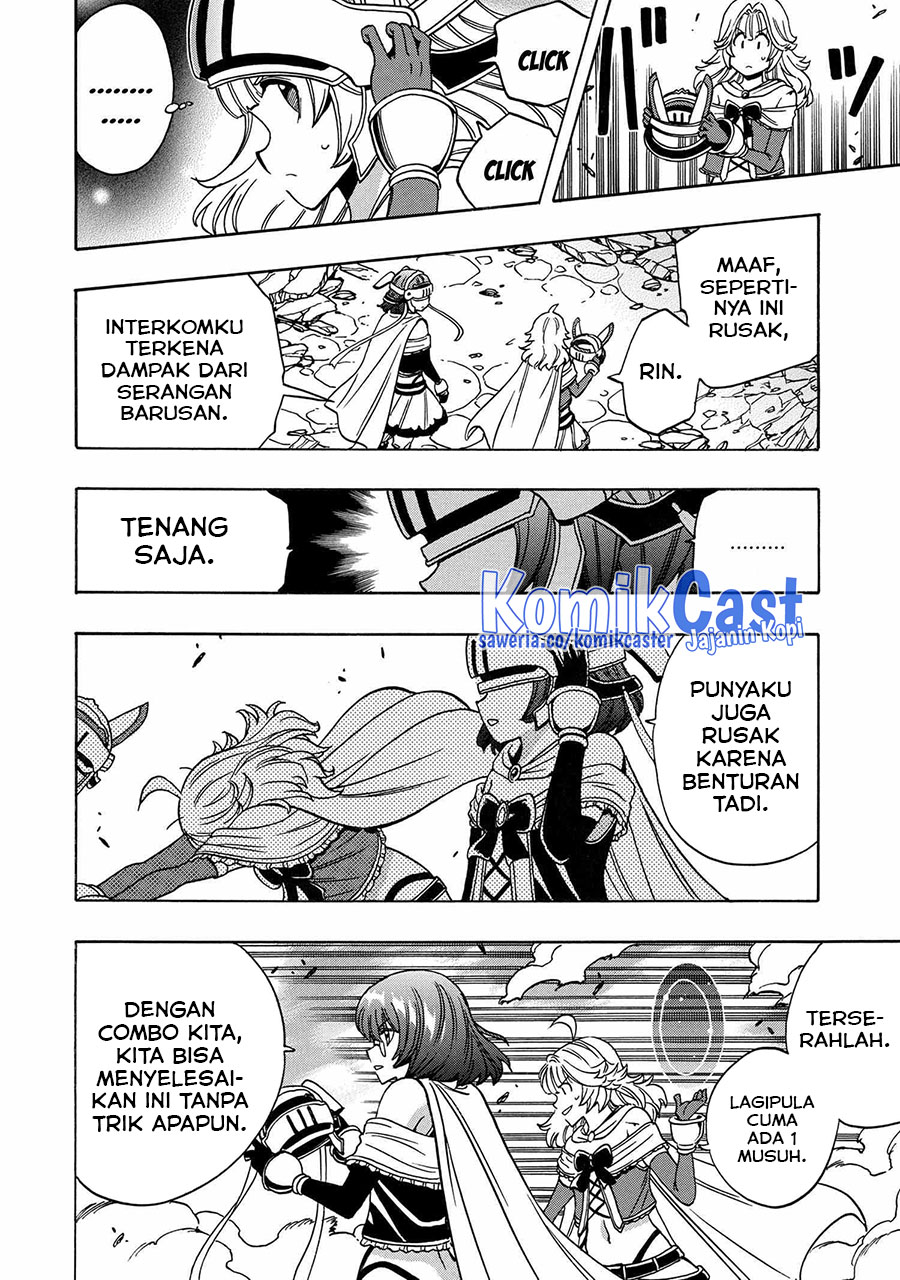 CLICK
CLICK
.........
.....
MAAF,
SEPERTI-
NYA INI
RUSAK,
RIN.
INTERKOMKU
TERKENA
DAMPAK DARI
SERANGAN
BARUSAN.
.........
TENANG
SAJA.
KomikCast
saweria.co/komikcaster
Jajanin Kopi
PUNYAKU
JUGA
RUSAK
KARENA
BENTURAN
TADI.
TERSE-
RAHLAH.
LAGIPULA
CUMA
ADA 1
MUSUH.
DENGAN
COMBO KITA,
KITA BISA
MENYELESAI-
KAN INI TANPA
TRIK APAPUN.